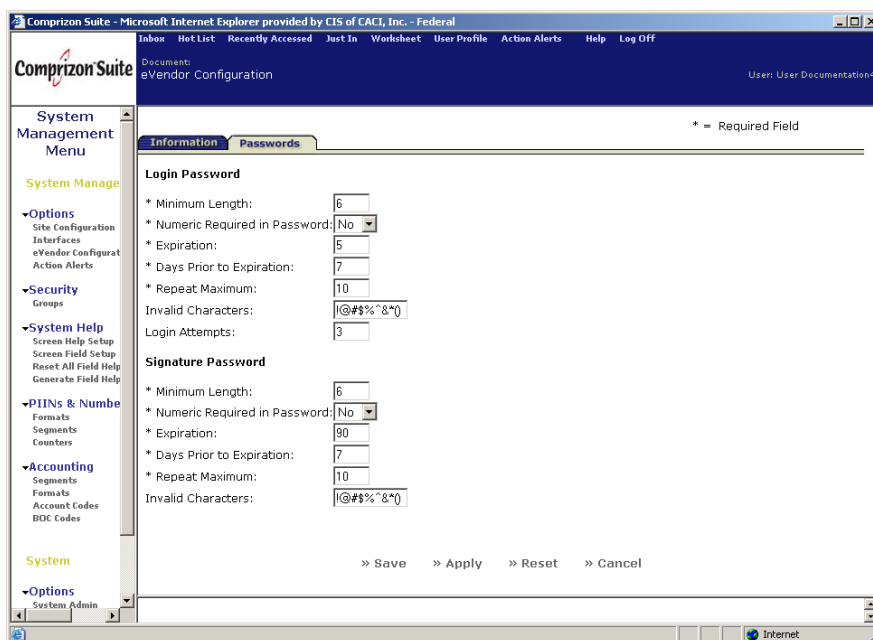 Comprizon Suite - Microsoft Internet Explorer provided by CIS of CACI, Inc. - Federal
Inbox Hot List Recently Accessed Just In Worksheet User Profile Action Alerts Help Log Off
Comprizon Suite
Document:
eVendor Configuration
User: User Documentation4
System
Management
Menu
System Manage
Options
Site Configuration
Interfaces
eVendor Configurat
Action Alerts
Security
Groups
System Help
Screen Help Setup
Screen Field Setup
Reset All Field Help
Generate Field Help
PIINs & Numbe
Formats
Segments
Counters
Accounting
Segments
Formats
Account Codes
BOC Codes
System
Options
System Admin
* = Required Field
Information Passwords
Login Password
* Minimum Length: 6
* Numeric Required in Password: No
* Expiration: 5
* Days Prior to Expiration: 7
* Repeat Maximum: 10
Invalid Characters: !@#$%^&*()
Login Attempts: 3
Signature Password
* Minimum Length: 6
* Numeric Required in Password: No
* Expiration: 90
* Days Prior to Expiration: 7
* Repeat Maximum: 10
Invalid Characters: !@#$%^&*()
» Save » Apply » Reset » Cancel
Internet